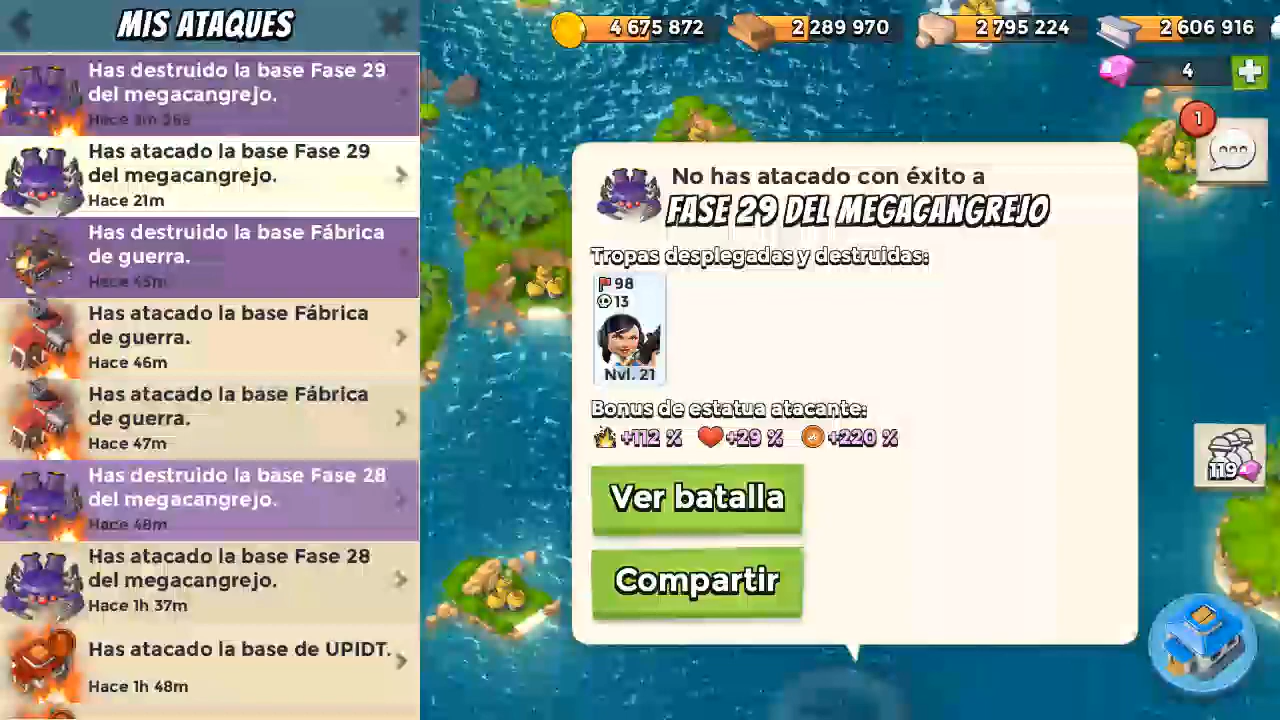 MIS ATAQUES
Has destruido la base Fase 29
del megacangrejo.
Hace 3m 26s
Has atacado la base Fase 29
del megacangrejo.
Hace 21m
Has destruido la base Fábrica
de guerra.
Hace 45m
Has atacado la base Fábrica
de guerra.
Hace 46m
Has atacado la base Fábrica
de guerra.
Hace 47m
Has destruido la base Fase 28
del megacangrejo.
Hace 48m
Has atacado la base Fase 28
del megacangrejo.
Hace 1h 37m
Has atacado la base de UPIDT.
Hace 1h 48m
4 675 872
2 289 970
2 795 224
2 606 916
4
1
No has atacado con éxito a
FASE 29 DEL MEGACANGREJO
Tropas desplegadas y destruidas:
98
13
Nvl. 21
Bonus de estatua atacante:
+112 % +29 % +220 %
Ver batalla
Compartir
119